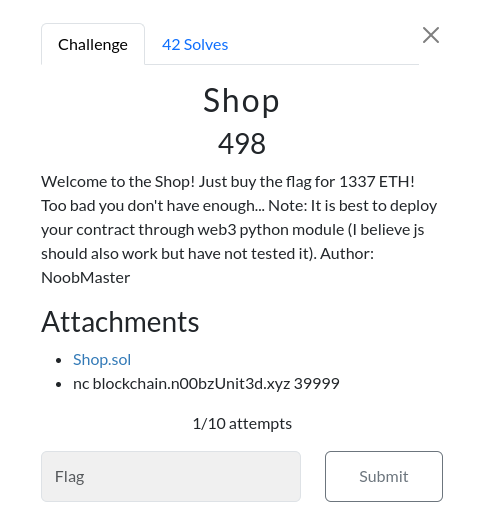 Challenge
42 Solves
Shop
498
Welcome to the Shop! Just buy the flag for 1337 ETH!
Too bad you don't have enough... Note: It is best to deploy
your contract through web3 python module (I believe js
should also work but have not tested it). Author:
NoobMaster
Attachments
Shop.sol
nc blockchain.n00bzUnit3d.xyz 39999
1/10 attempts
Flag
Submit